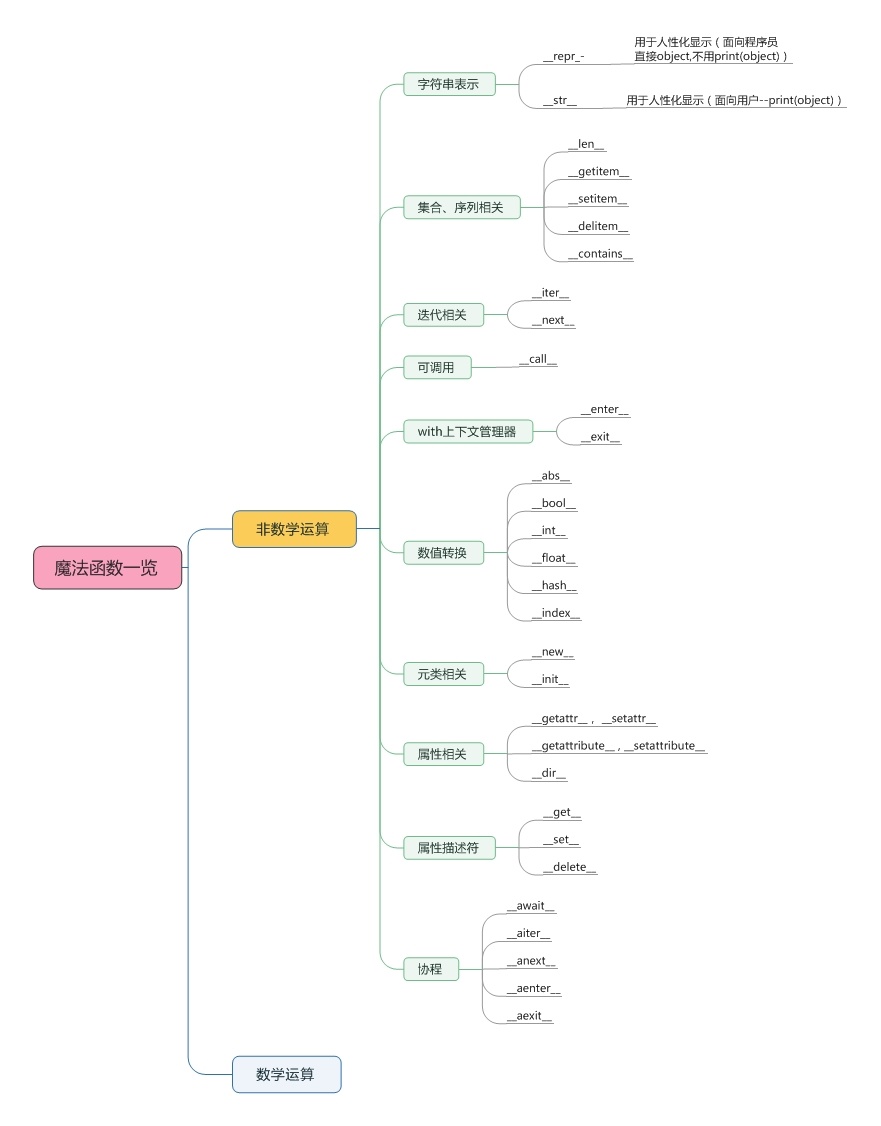 魔法函数一览
非数学运算
字符串表示
__repr_-
用于人性化显示（面向程序员
直接object,不用print(object)）
__str__
用于人性化显示（面向用户--print(object)）
集合、序列相关
__len__
__getitem__
__setitem__
__delitem__
__contains__
迭代相关
__iter__
__next__
可调用
__call__
with上下文管理器
__enter__
__exit__
数值转换
__abs__
__bool__
__int__
__float__
__hash__
__index__
元类相关
__new__
__init__
属性相关
__getattr__， __setattr__
__getattribute__，__setattribute__
__dir__
属性描述符
__get__
__set__
__delete__
协程
__await__
__aiter__
__anext__
__aenter__
__aexit__
数学运算